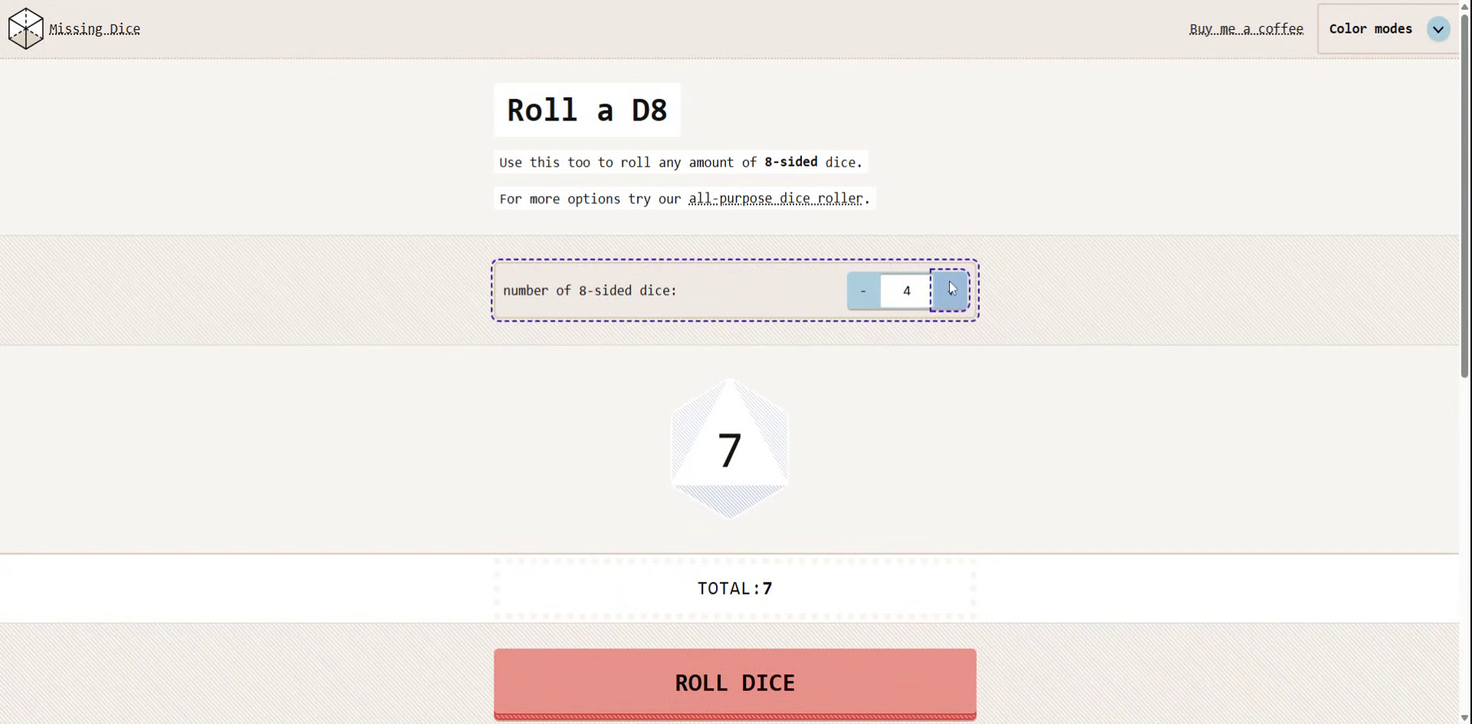 Missing Dice
Buy me a coffee
Color modes
Roll a D8
Use this too to roll any amount of 8-sided dice.
For more options try our all-purpose dice roller.
number of 8-sided dice:
- 4
7
TOTAL:7
ROLL DICE